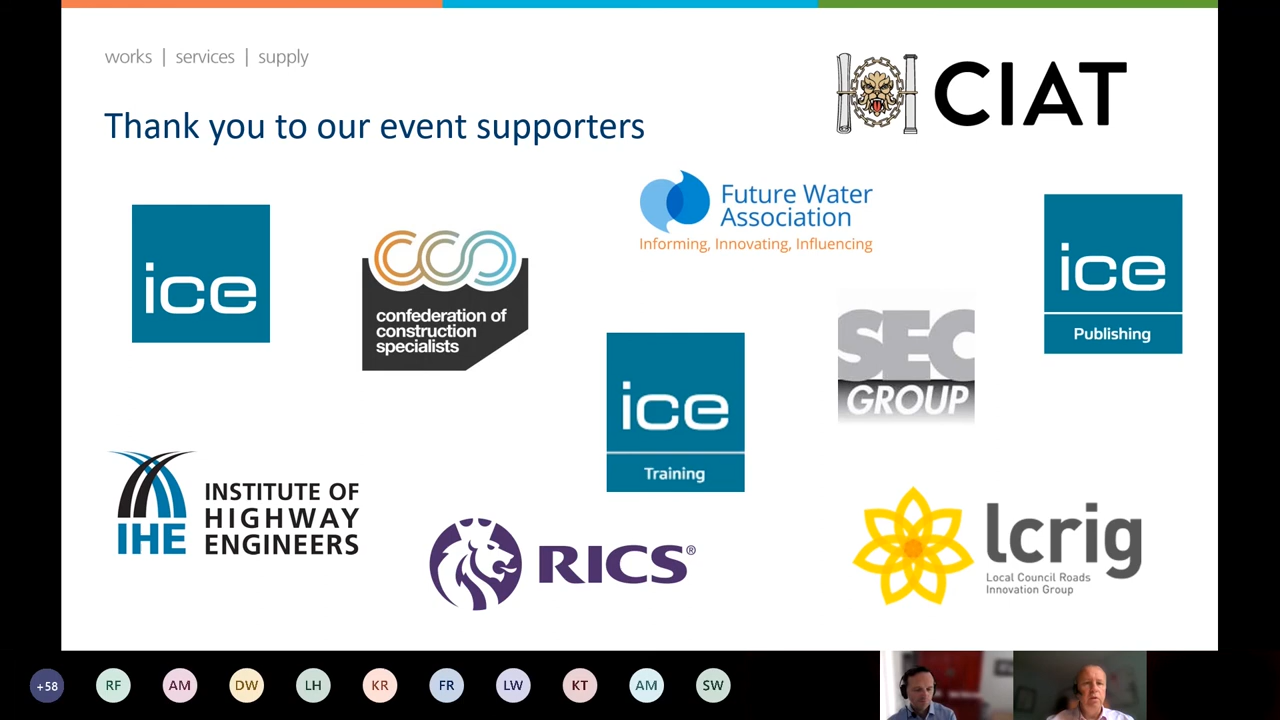 works | services | supply
CIAT
Thank you to our event supporters
Future Water
Association
Informing, Innovating, Influencing
ice
ccs
confederation of
construction
specialists
ice
Publishing
SEC
GROUP
ice
Training
IHE
INSTITUTE OF
HIGHWAY
ENGINEERS
RICS®
lcrig
Local Council Roads
Innovation Group
+58
RF
AM
DW
LH
KR
FR
LW
KT
AM
SW